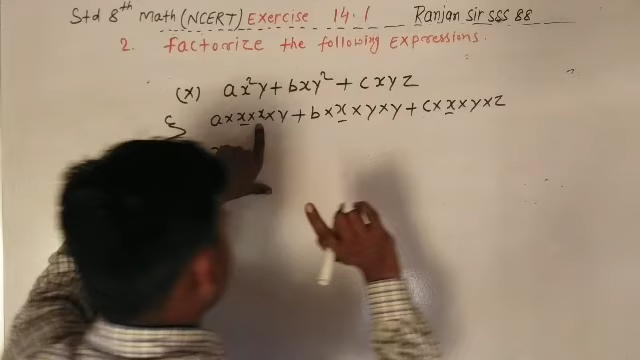 Std 8th Math (NCERT) Exercise 14.1 Ranjan sir sss 88
2. Factorize the following Expressions.
(x) ax²y + bxy² + cxyz
a×x×x×y + b×x×y×y + c×x×y×z